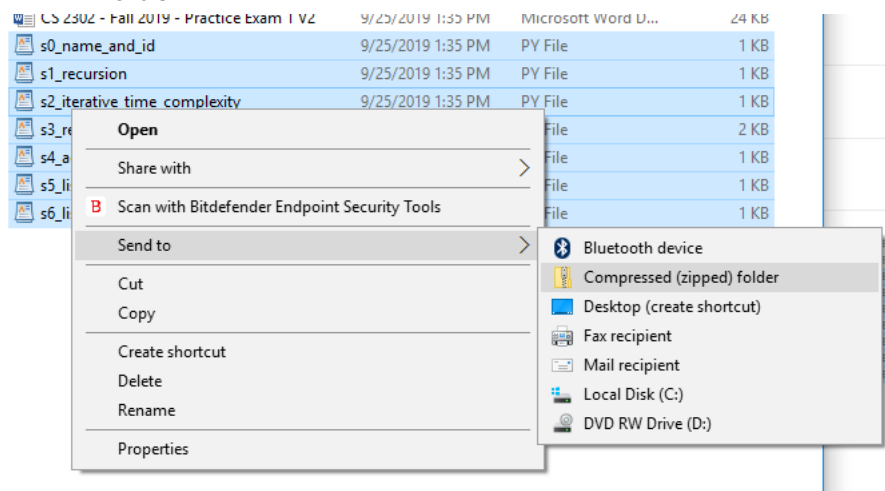 CS 2302 - Fall 2019 - Practice Exam 1 V2 9/25/2019 1:35 PM Microsoft Word D... 24 KB
s0_name_and_id 9/25/2019 1:35 PM PY File 1 KB
s1_recursion 9/25/2019 1:35 PM PY File 1 KB
s2_iterative_time_complexity 9/25/2019 1:35 PM PY File 1 KB
s3_re File 2 KB
Open
s4_a File 1 KB
Share with
s5_li File 1 KB
B Scan with Bitdefender Endpoint Security Tools
s6_li File 1 KB
Send to
Bluetooth device
Cut
Compressed (zipped) folder
Copy
Desktop (create shortcut)
Fax recipient
Create shortcut
Mail recipient
Delete
Local Disk (C:)
Rename
DVD RW Drive (D:)
Properties